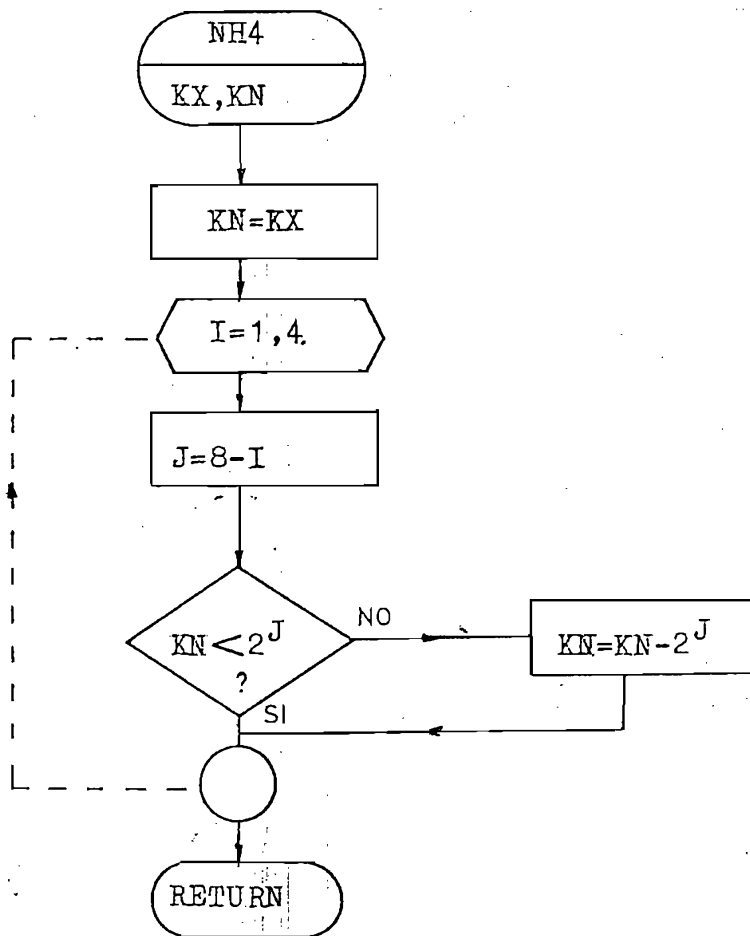 NH4
KX,KN
KN=KX
I=1,4.
J=8-I
KN<2^J
?
NO
KN=KN-2^J
SI
RETURN